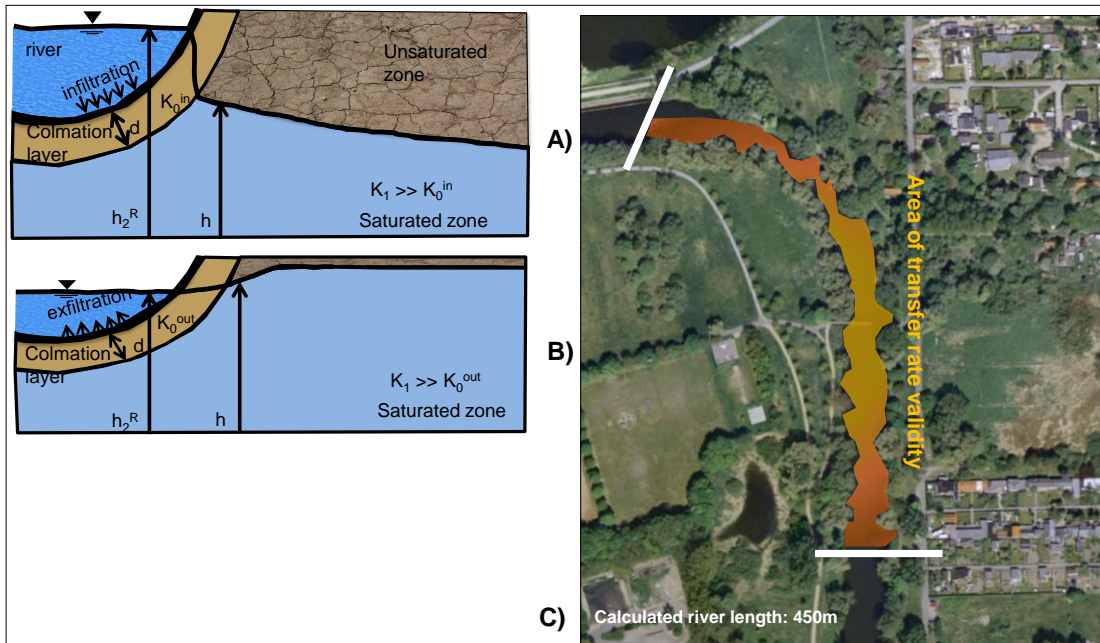 river
infiltration
K₀ⁱⁿ
Colmation
layer
d
h₂ᴿ
h
Unsaturated
zone
K₁ >> K₀ⁱⁿ
Saturated zone
A)
exfiltration
K₀ᵒᵘᵗ
Colmation
layer
d
h₂ᴿ
h
K₁ >> K₀ᵒᵘᵗ
Saturated zone
B)
Area of transfer rate validity
C)
Calculated river length: 450m